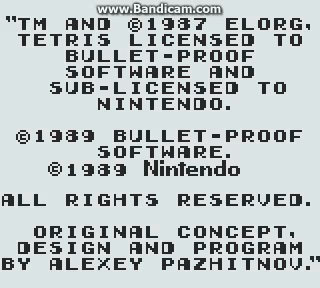 www.Bandicam.com
"TM AND ©1987 ELORG,
TETRIS LICENSED TO
BULLET-PROOF
SOFTWARE AND
SUB-LICENSED TO
NINTENDO.
©1989 BULLET-PROOF
SOFTWARE.
©1989 Nintendo
ALL RIGHTS RESERVED.
ORIGINAL CONCEPT,
DESIGN AND PROGRAM
BY ALEXEY PAZHITNOV."